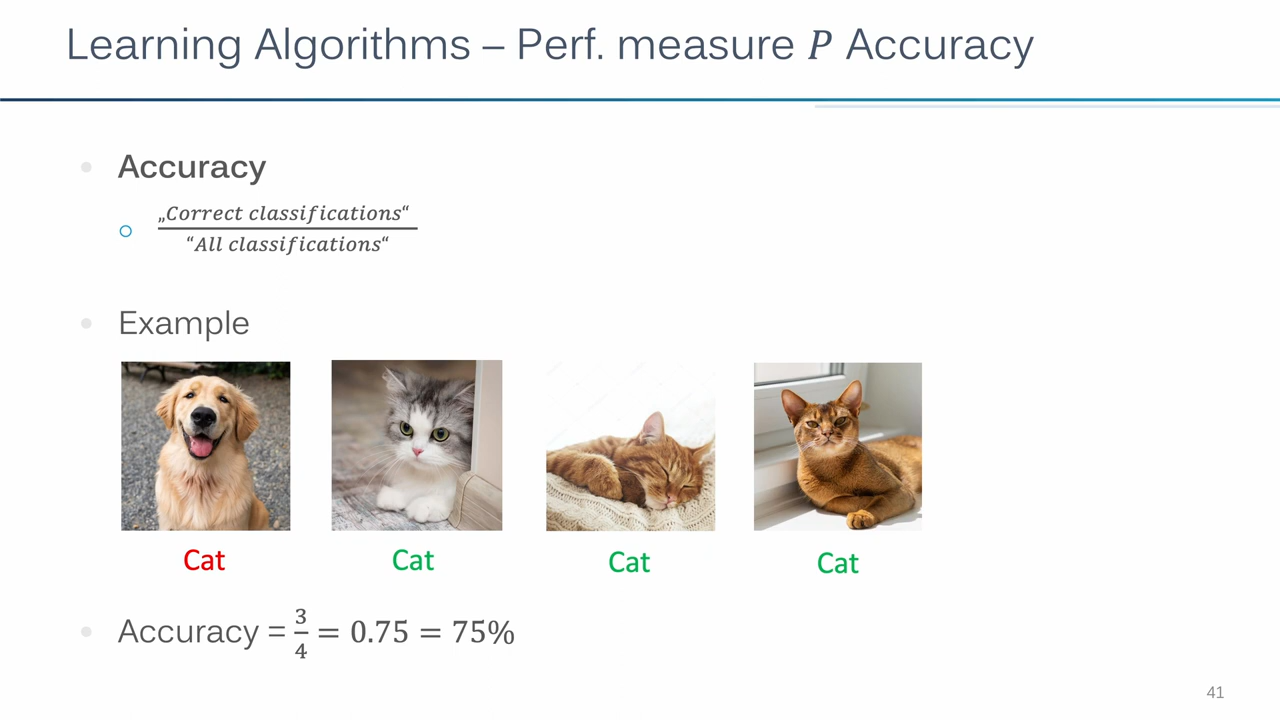 Learning Algorithms – Perf. measure P Accuracy
Accuracy
„Correct classifications“
“All classifications“
Example
Cat
Cat
Cat
Cat
Accuracy = 3/4 = 0.75 = 75%
41